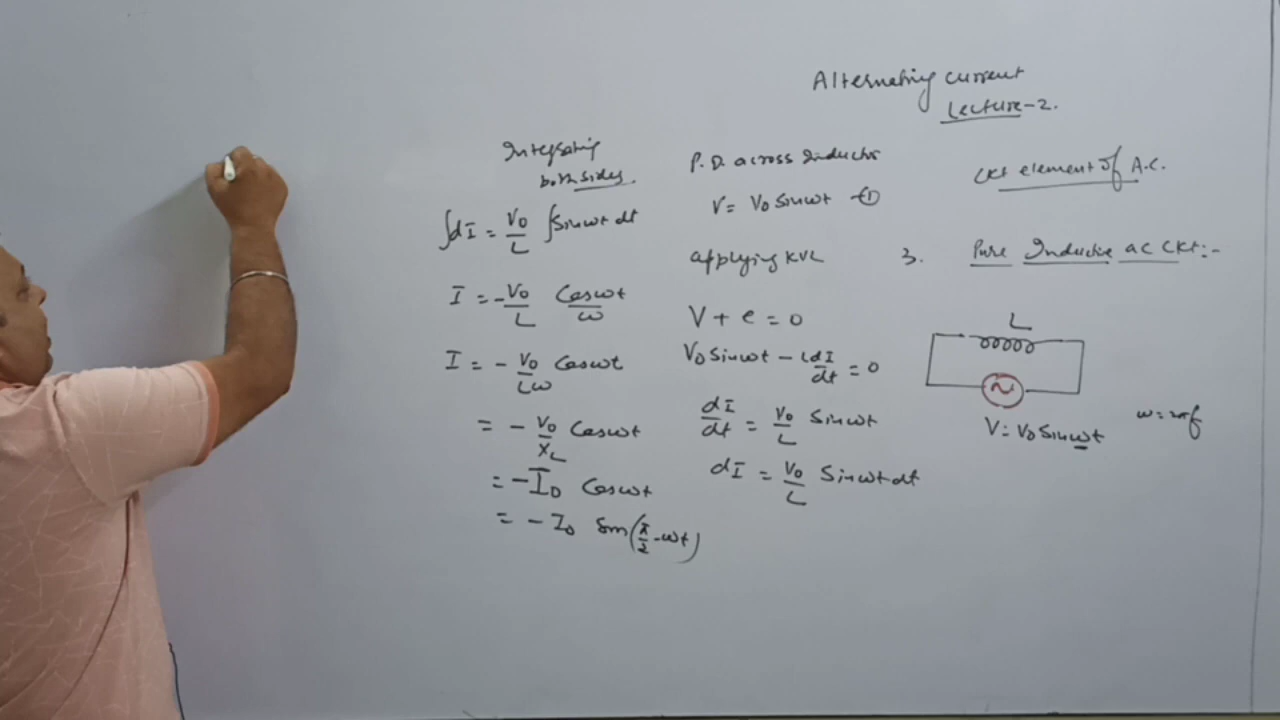 Alternating current
Lecture-2.
Ckt element of A.C.
3. Pure Inductive ac Ckt:-
L
~
V = V0 Sinωt
ω = 2πf
P.D. across Inductor
V = V0 Sinωt -①
applying KVL
V + e = 0
V0 Sinωt - L dI/dt = 0
dI/dt = V0/L Sinωt
dI = V0/L Sinωt dt
Integrating
both sides.
∫dI = V0/L ∫Sinωt dt
I = -V0/L Cosωt/ω
I = - V0/Lω Cosωt
= - V0/XL Cosωt
= -I0 Cosωt
= - I0 Sin(π/2 - ωt)